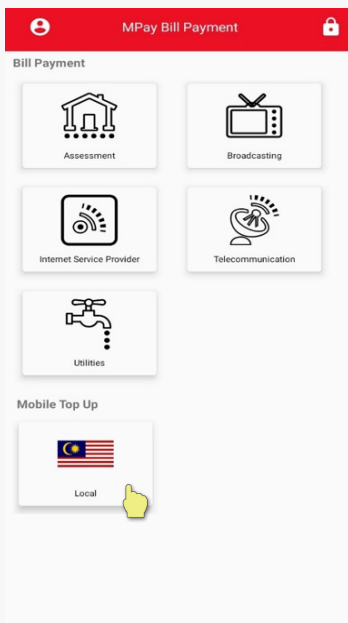 MPay Bill Payment
Bill Payment
Assessment
Broadcasting
Internet Service Provider
Telecommunication
Utilities
Mobile Top Up
Local